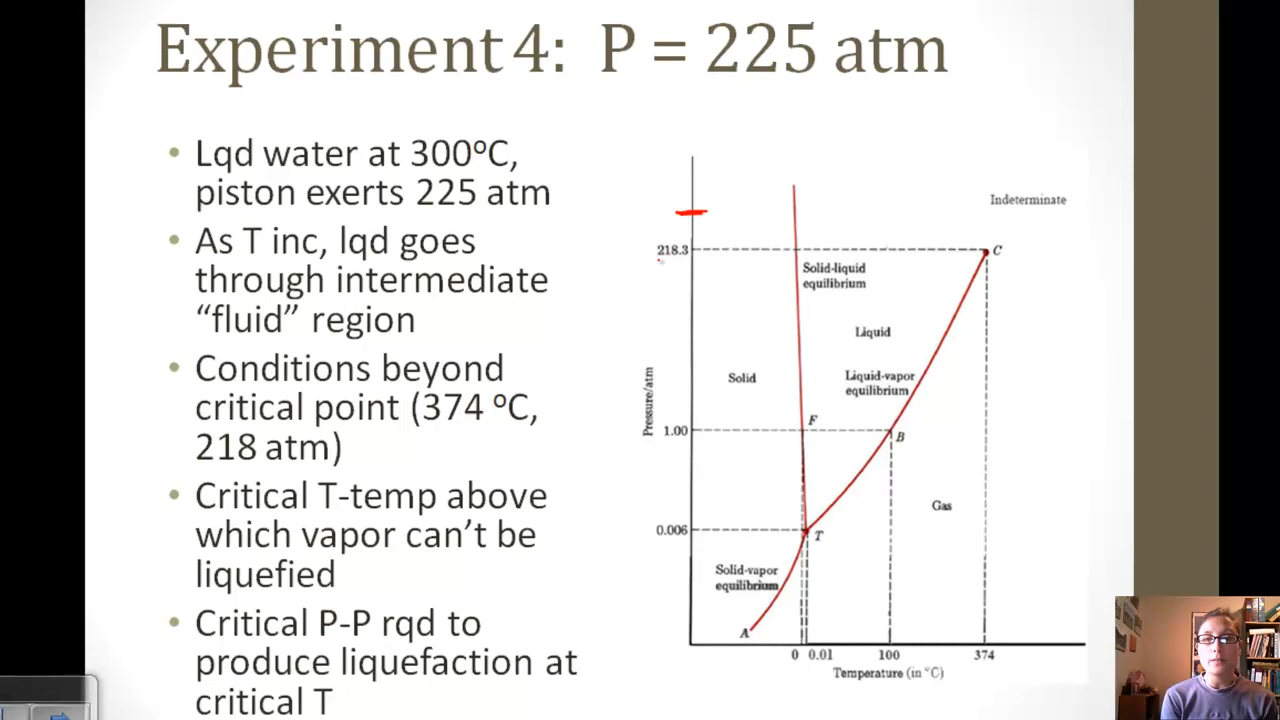 Experiment 4: P = 225 atm
• Lqd water at 300°C,
piston exerts 225 atm
• As T inc, lqd goes
through intermediate
“fluid” region
• Conditions beyond
critical point (374 °C,
218 atm)
• Critical T-temp above
which vapor can’t be
liquefied
• Critical P-P rqd to
produce liquefaction at
critical T
Indeterminate
218.3
C
Solid-liquid
equilibrium
Liquid
Solid
Liquid-vapor
equilibrium
Pressure/atm
F
1.00
B
Gas
0.006
T
Solid-vapor
equilibrium
A
0 0.01 100 374
Temperature (in °C)